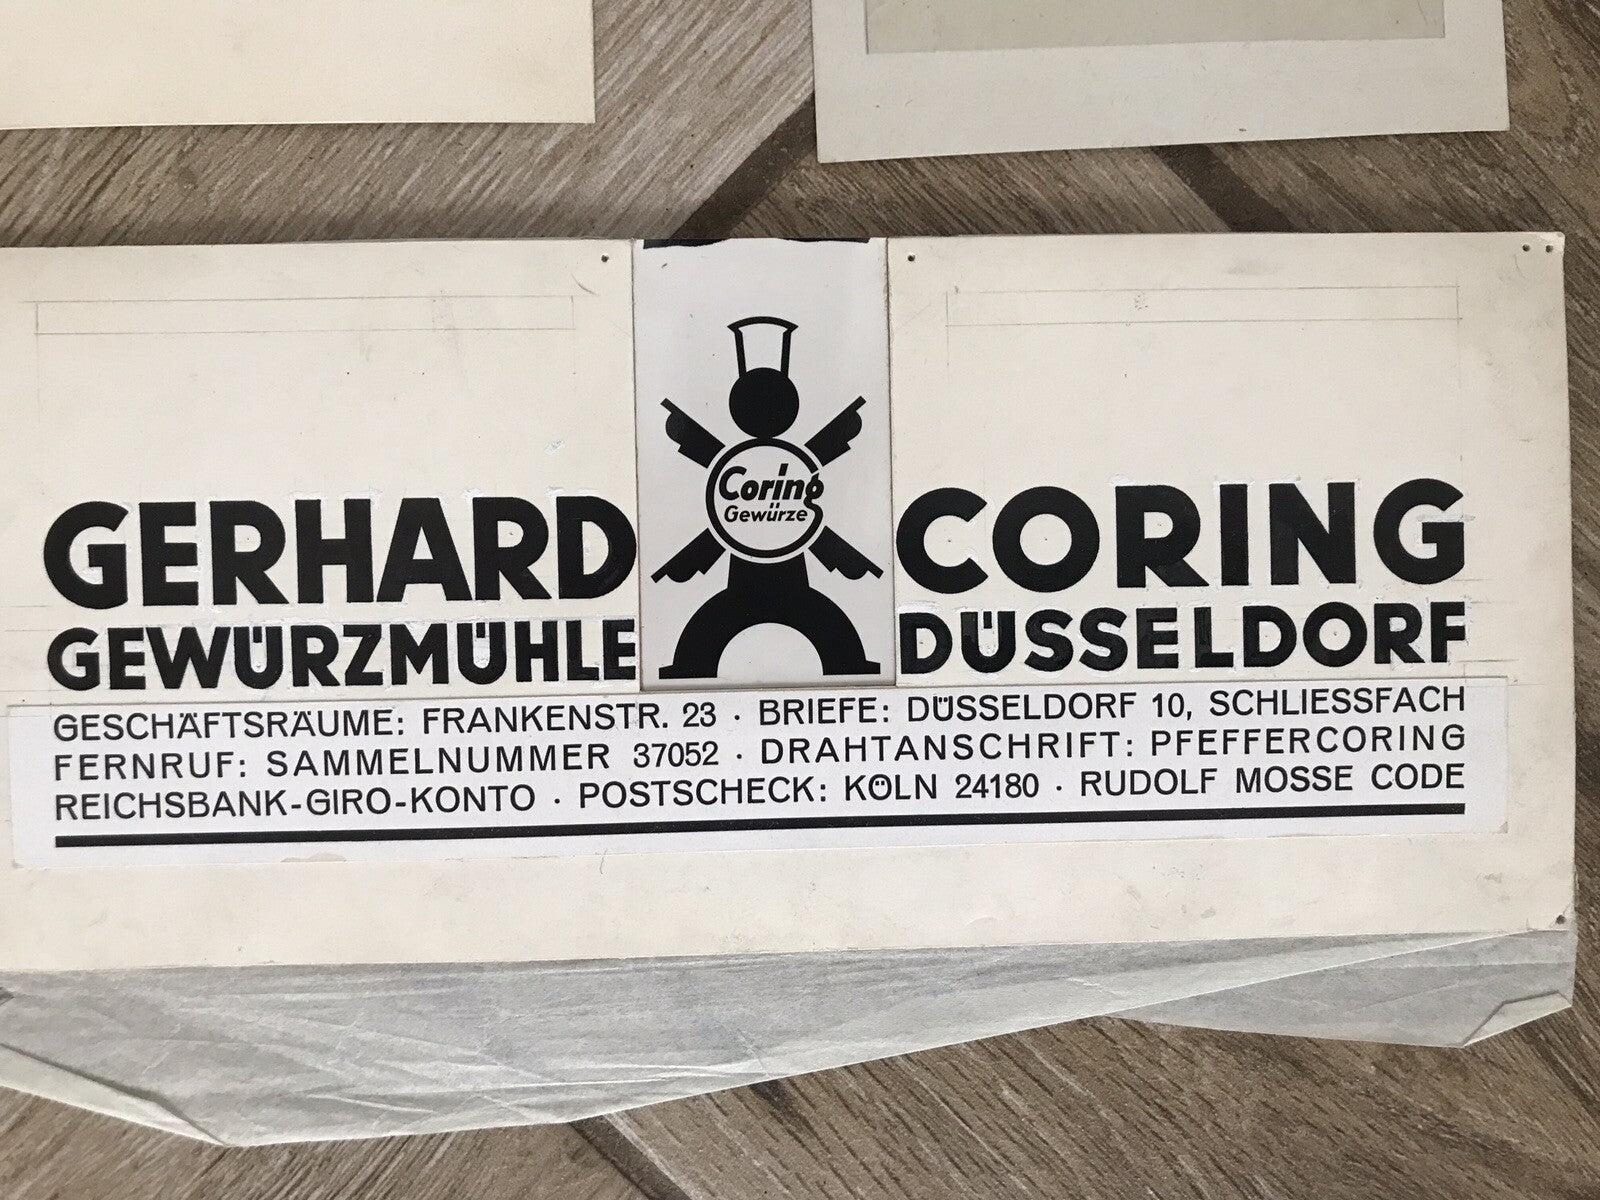 Coring
Gewürze
GERHARD CORING
GEWÜRZMÜHLE DÜSSELDORF
GESCHÄFTSRÄUME: FRANKENSTR. 23 · BRIEFE: DÜSSELDORF 10, SCHLIESSFACH
FERNRUF: SAMMELNUMMER 37052 · DRAHTANSCHRIFT: PFEFFERCORING
REICHSBANK-GIRO-KONTO · POSTSCHECK: KÖLN 24180 · RUDOLF MOSSE CODE